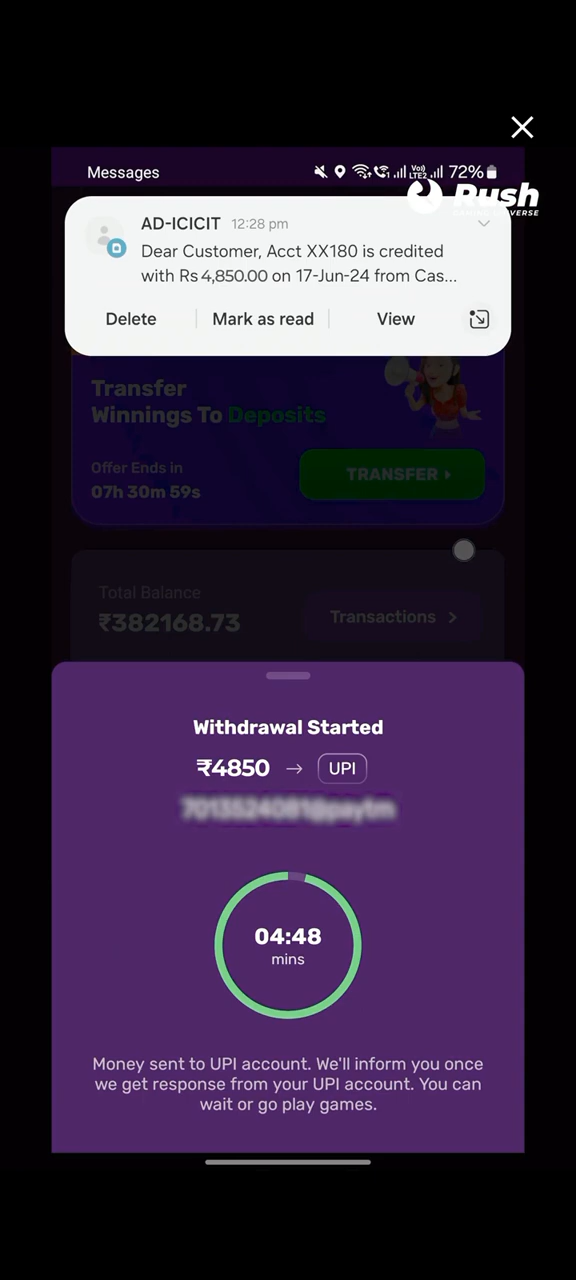 Messages
Vo))
LTE2
72%
Rush
GAMING UNIVERSE
AD-ICICIT 12:28 pm
Dear Customer, Acct XX180 is credited
with Rs 4,850.00 on 17-Jun-24 from Cas...
Delete
Mark as read
View
Transfer
Winnings To Deposits
Offer Ends in
07h 30m 59s
TRANSFER
Total Balance
₹382168.73
Transactions >
Withdrawal Started
₹4850 → UPI
04:48
mins
Money sent to UPI account. We'll inform you once
we get response from your UPI account. You can
wait or go play games.